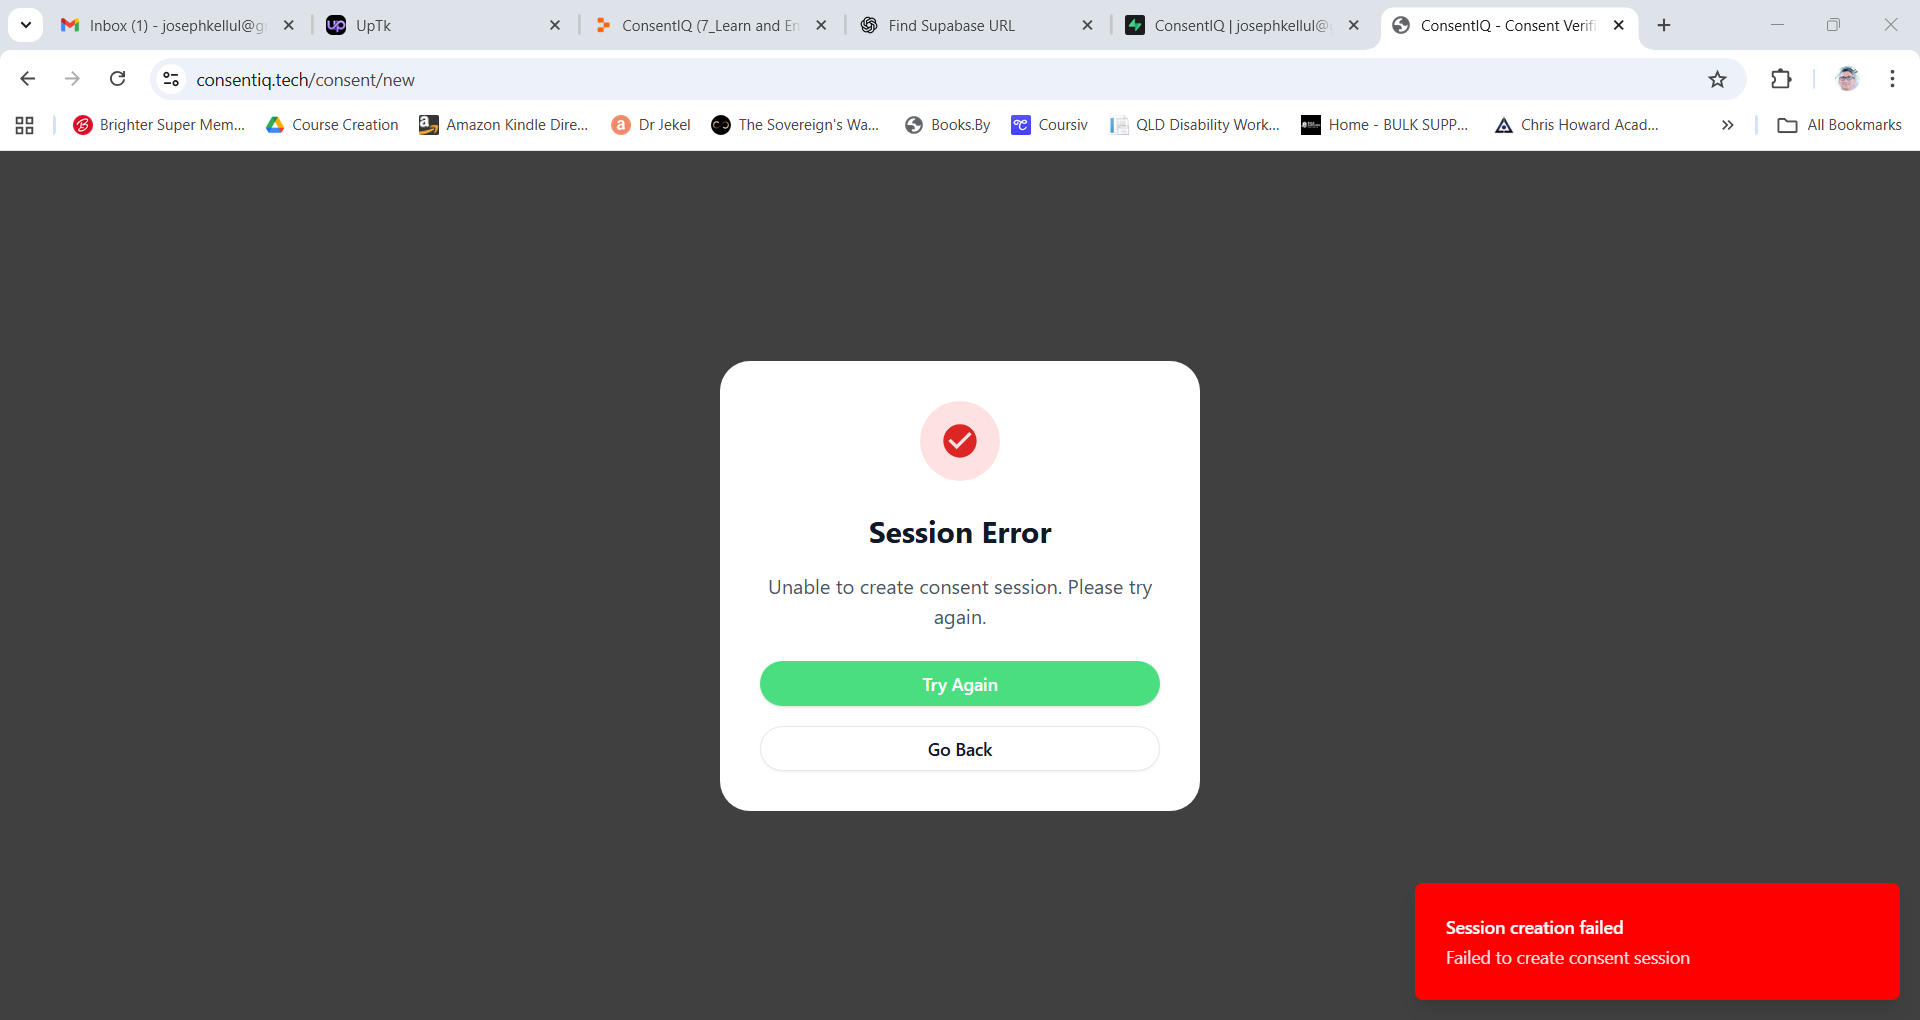 Inbox (1) - josephkellul@gr
UpTk
ConsentIQ (7_Learn and En
Find Supabase URL
ConsentIQ | josephkellul@g
ConsentIQ - Consent Verifi
consentiq.tech/consent/new
Brighter Super Mem...
Course Creation
Amazon Kindle Dire...
Dr Jekel
The Sovereign's Wa...
Books.By
Coursiv
QLD Disability Work...
Home - BULK SUPP...
Chris Howard Acad...
All Bookmarks
Session Error
Unable to create consent session. Please try
again.
Try Again
Go Back
Session creation failed
Failed to create consent session